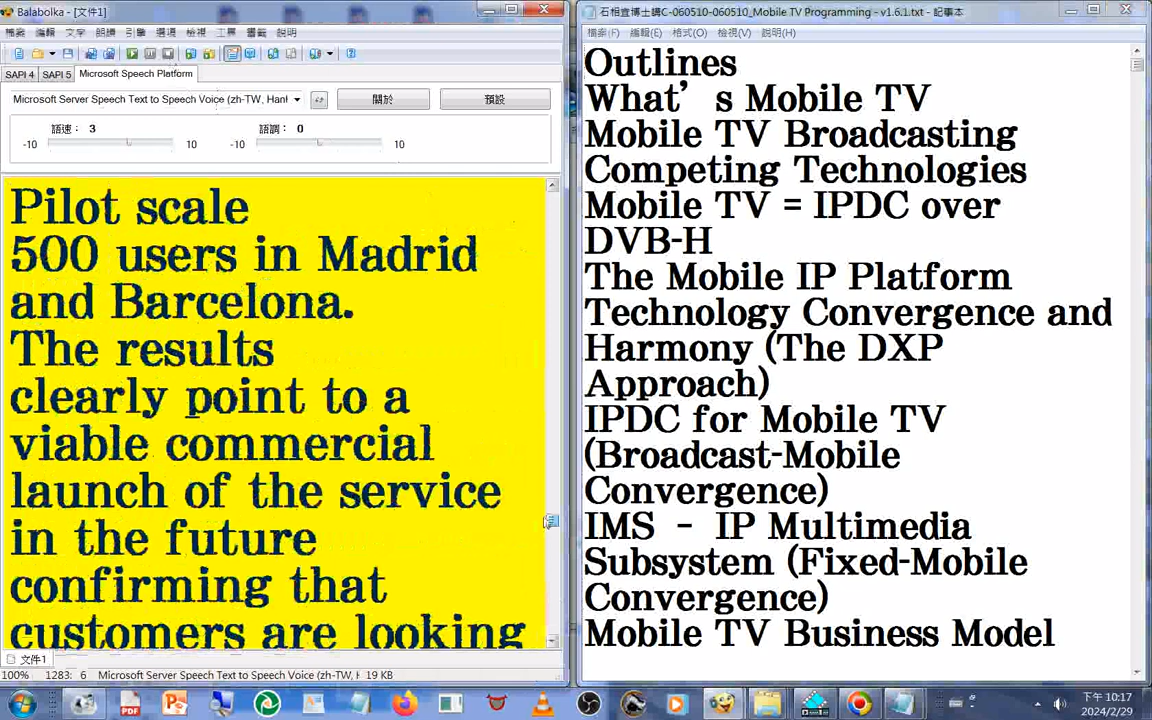 Balabolka - [文件1]
檔案 編輯 文字 朗讀 引擎 選項 檢視 工具 書籤 說明
SAPI 4 SAPI 5 Microsoft Speech Platform
Microsoft Server Speech Text to Speech Voice (zh-TW, Han
關於
預設
語速： 3
語調： 0
-10 10 -10 10
Pilot scale
500 users in Madrid
and Barcelona.
The results
clearly point to a
viable commercial
launch of the service
in the future
confirming that
customers are looking
文件1
100% 1283: 6 Microsoft Server Speech Text to Speech Voice (zh-TW, Han 19 KB
石相宜博士講C-060510-060510_Mobile TV Programming - v1.6.1.txt - 記事本
檔案(F) 編輯(E) 格式(O) 檢視(V) 說明(H)
Outlines
What’s Mobile TV
Mobile TV Broadcasting
Competing Technologies
Mobile TV = IPDC over
DVB-H
The Mobile IP Platform
Technology Convergence and
Harmony (The DXP
Approach)
IPDC for Mobile TV
(Broadcast-Mobile
Convergence)
IMS – IP Multimedia
Subsystem (Fixed-Mobile
Convergence)
Mobile TV Business Model
下午 10:17
2024/2/29